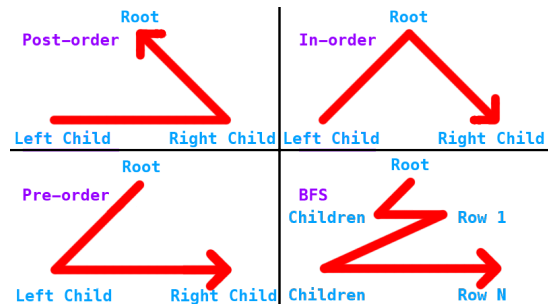 Root
Post-order
Left Child Right Child
Root
In-order
Left Child Right Child
Root
Pre-order
Left Child Right Child
Root
BFS
Children Row 1
Children Row N